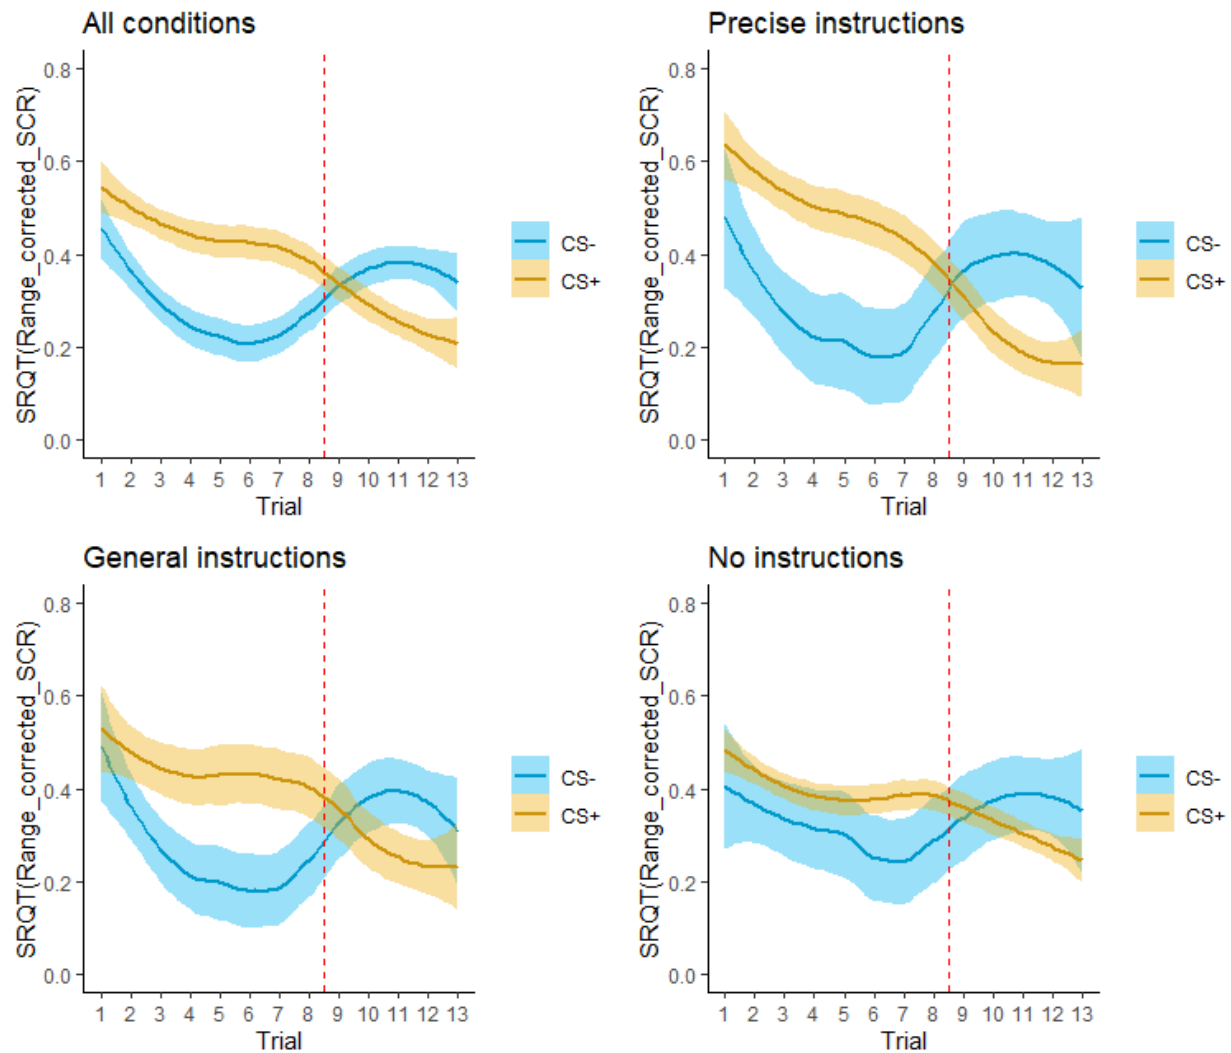 All conditions
SRQT(Range_corrected_SCR)
0.8
0.6
0.4
0.2
0.0
1 2 3 4 5 6 7 8 9 10 11 12 13
Trial
CS-
CS+
Precise instructions
SRQT(Range_corrected_SCR)
0.8
0.6
0.4
0.2
0.0
1 2 3 4 5 6 7 8 9 10 11 12 13
Trial
CS-
CS+
General instructions
SRQT(Range_corrected_SCR)
0.8
0.6
0.4
0.2
0.0
1 2 3 4 5 6 7 8 9 10 11 12 13
Trial
CS-
CS+
No instructions
SRQT(Range_corrected_SCR)
0.8
0.6
0.4
0.2
0.0
1 2 3 4 5 6 7 8 9 10 11 12 13
Trial
CS-
CS+